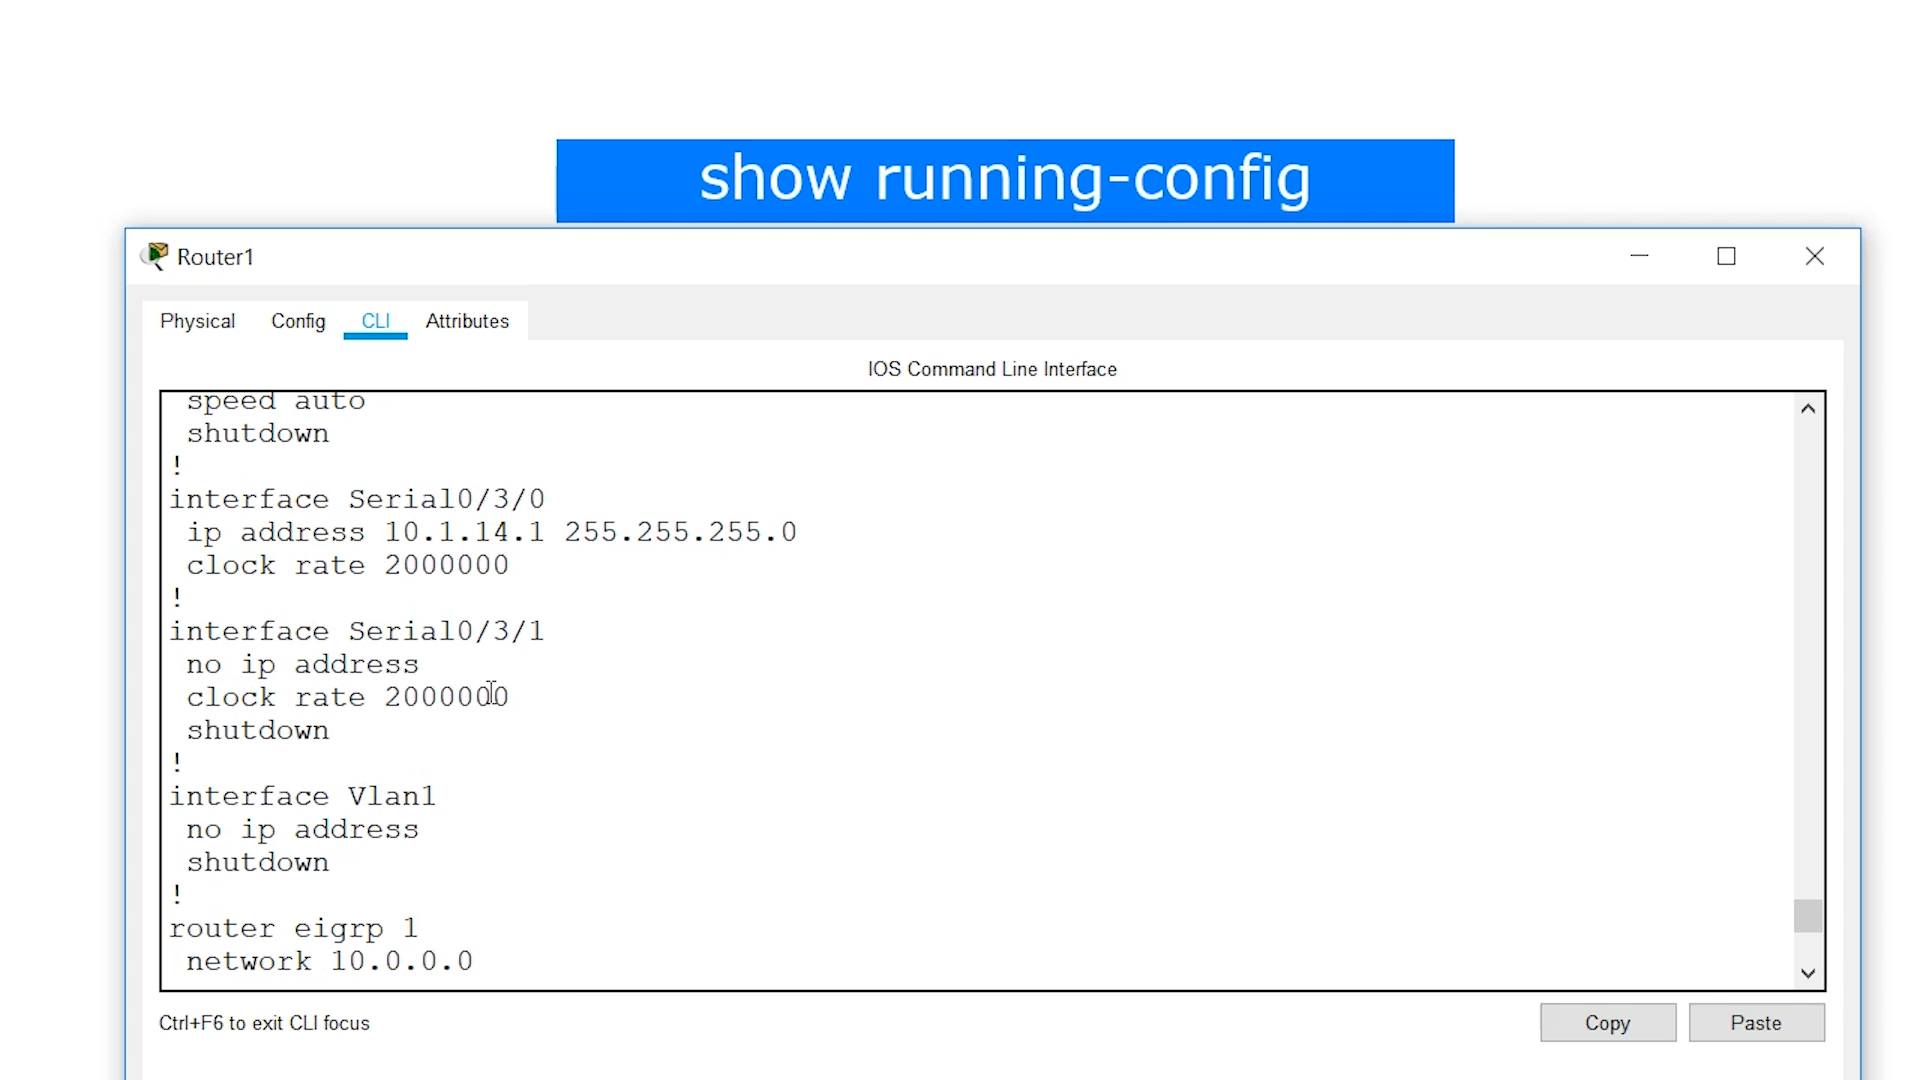 show running-config
Router1
Physical Config CLI Attributes
IOS Command Line Interface
speed auto
shutdown
!
interface Serial0/3/0
ip address 10.1.14.1 255.255.255.0
clock rate 2000000
!
interface Serial0/3/1
no ip address
clock rate 2000000
shutdown
!
interface Vlan1
no ip address
shutdown
!
router eigrp 1
network 10.0.0.0
Ctrl+F6 to exit CLI focus
Copy Paste